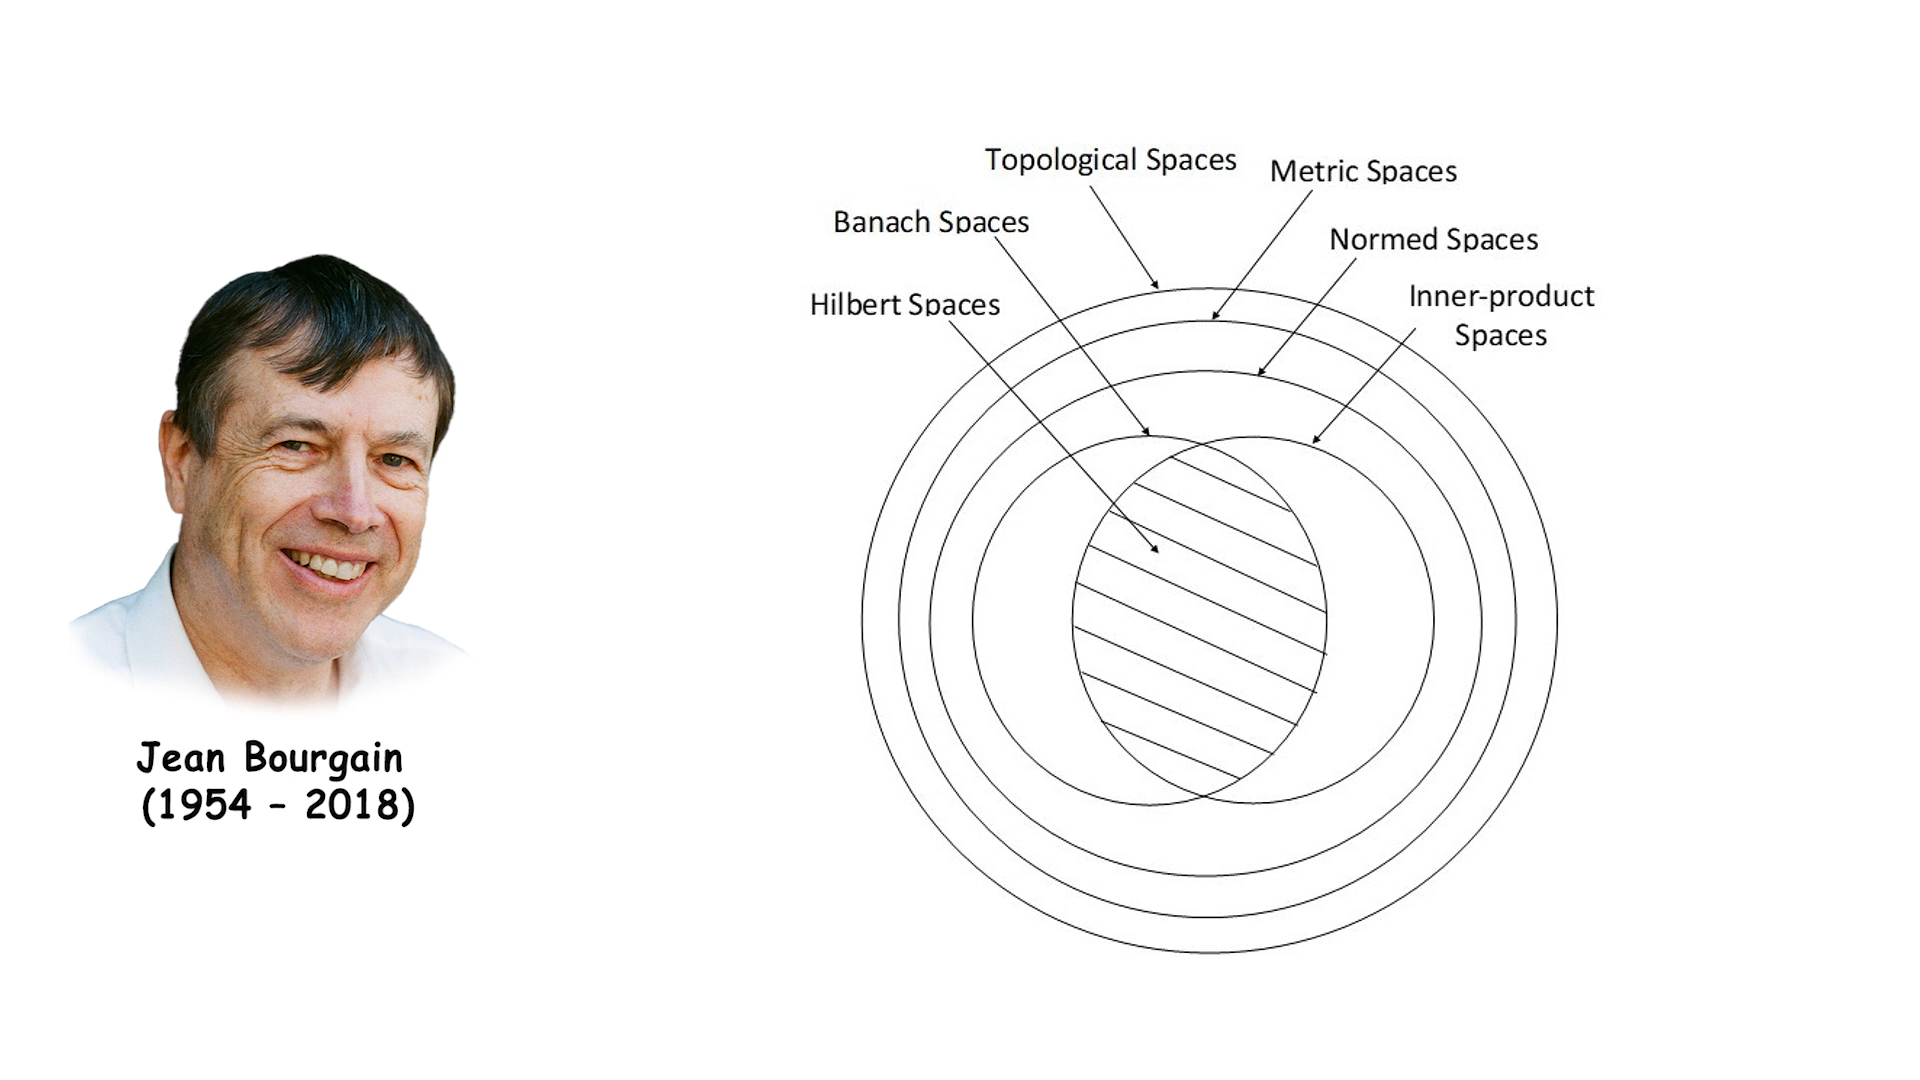 Topological Spaces
Metric Spaces
Banach Spaces
Normed Spaces
Hilbert Spaces
Inner-product
Spaces
Jean Bourgain
(1954 – 2018)